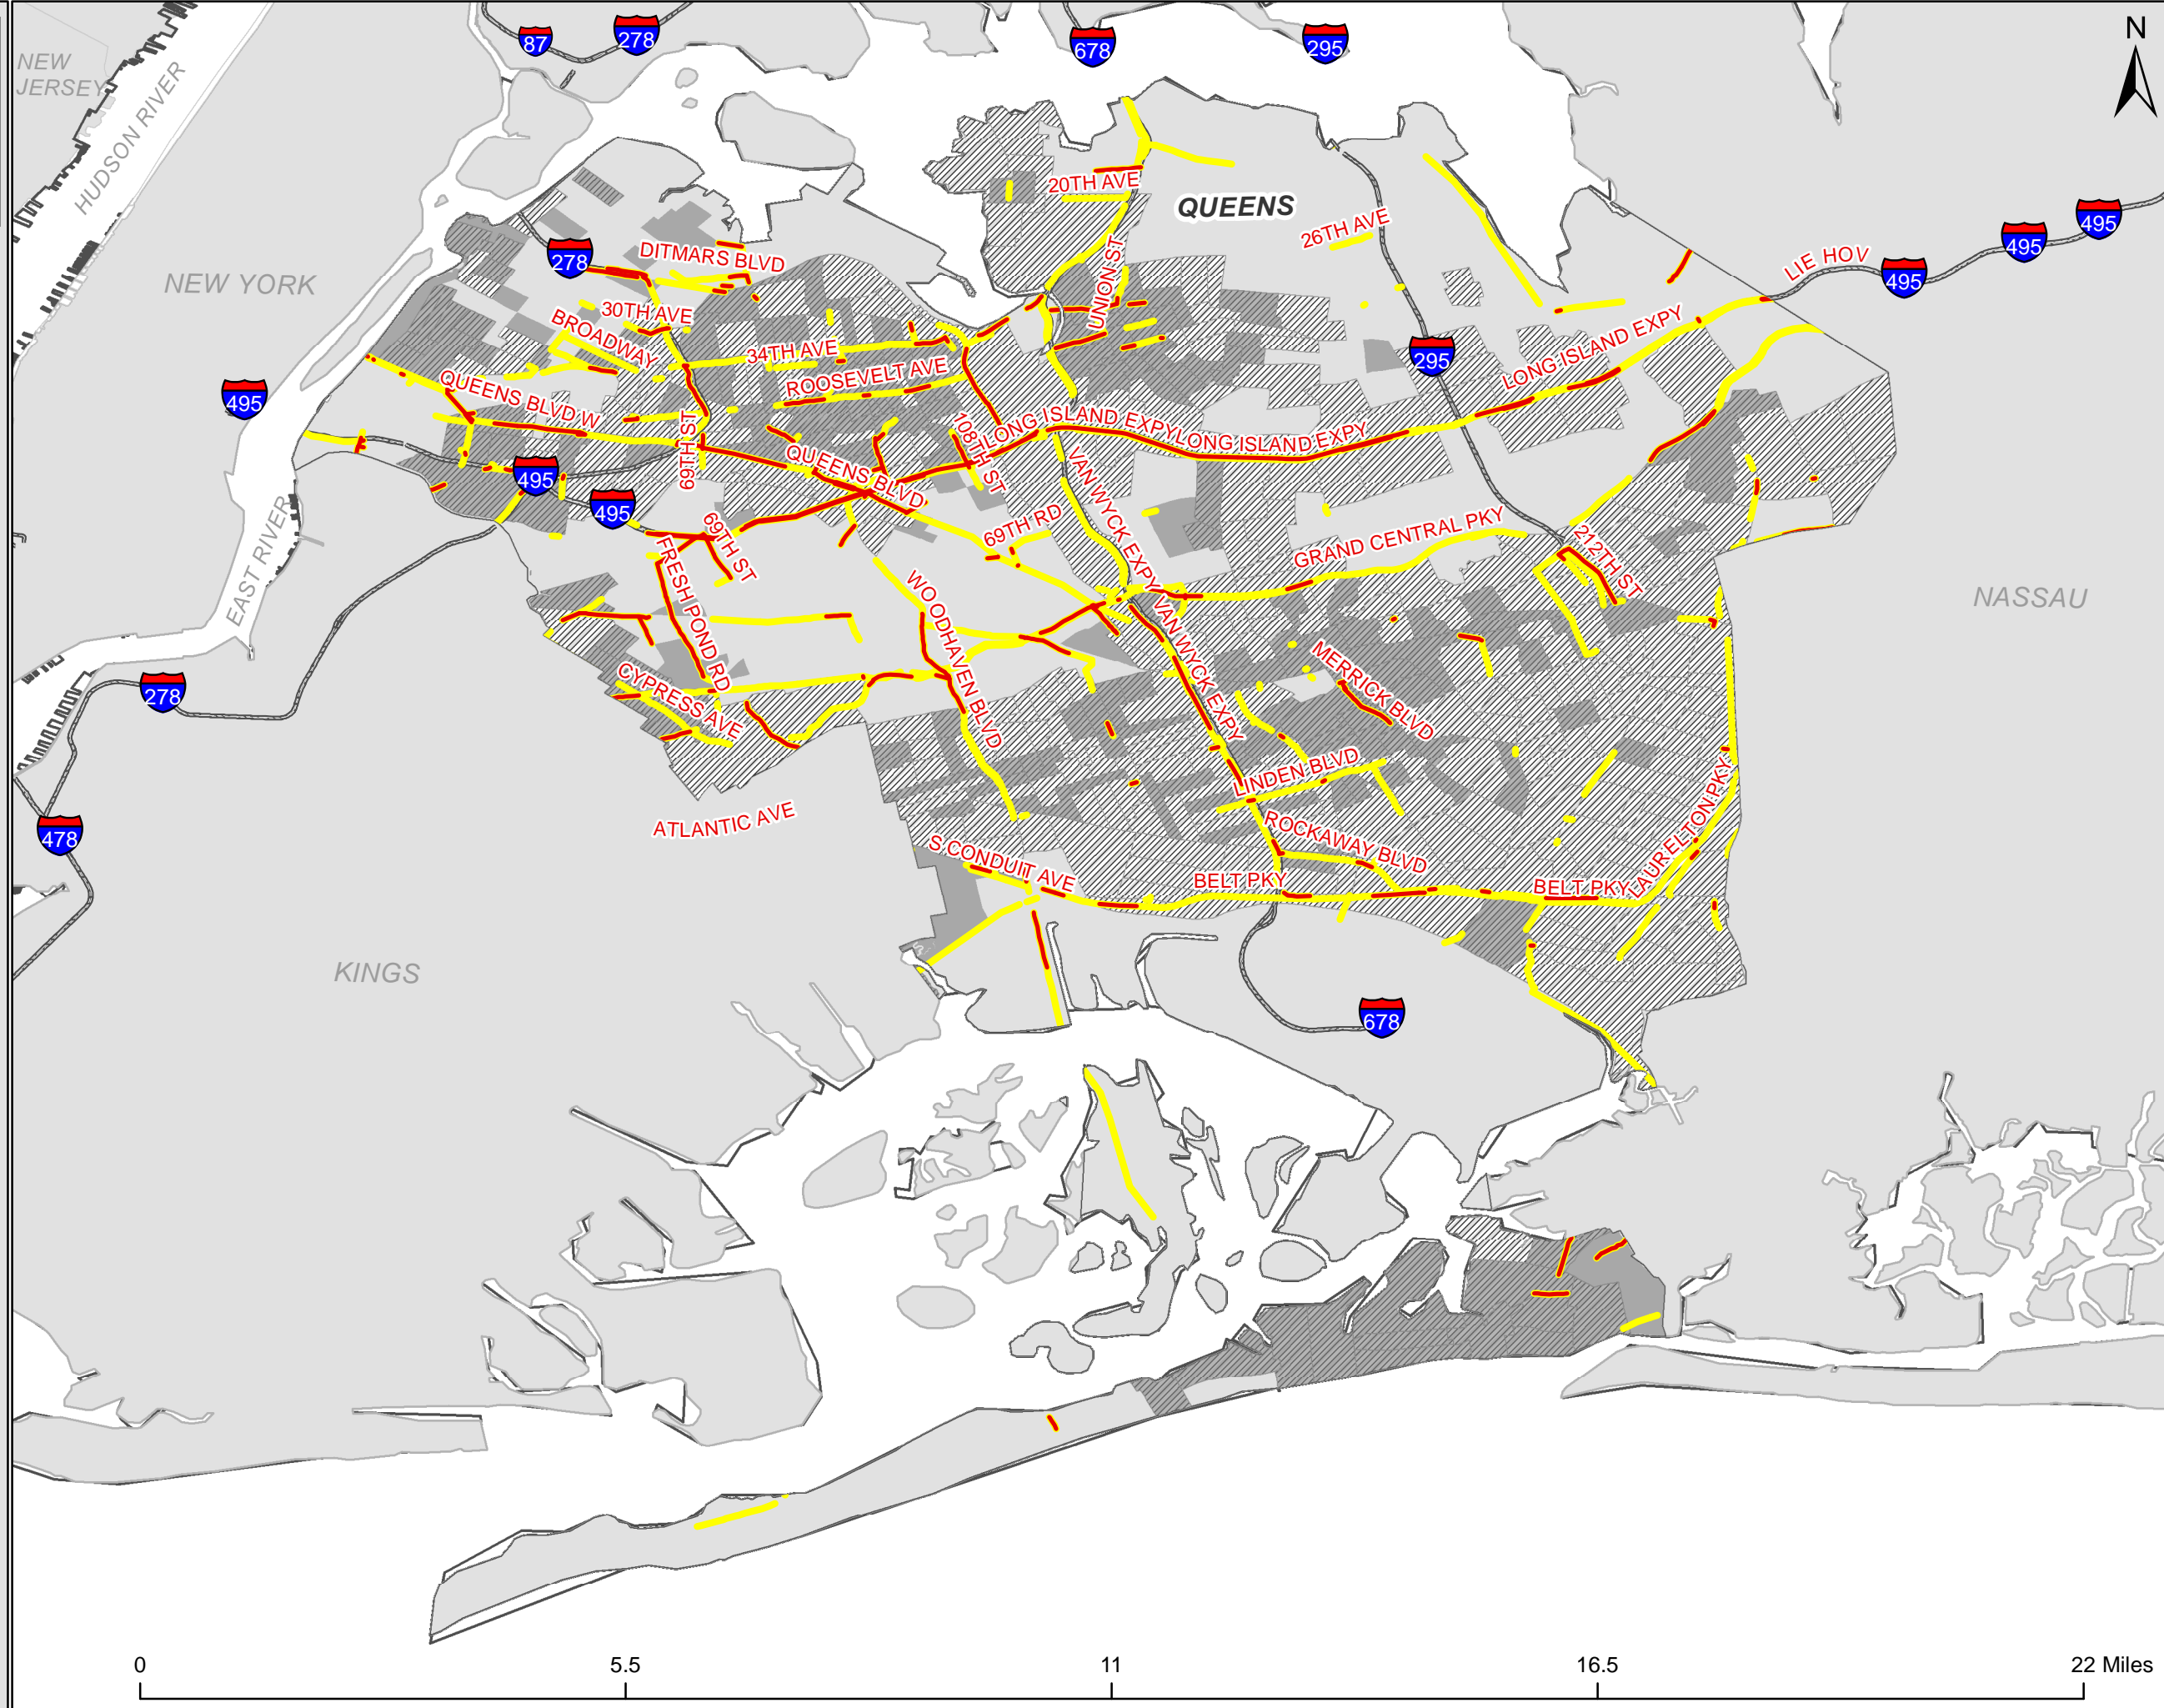 87
278
678
295
N
NEW
JERSEY
HUDSON RIVER
20TH AVE
QUEENS
26TH AVE
UNION ST
495
495
495
LIE HOV
278
DITMARS BLVD
NEW YORK
30TH AVE
BROADWAY
34TH AVE
ROOSEVELT AVE
295
LONG ISLAND EXPY
495
QUEENS BLVD W
69TH ST
108TH ST
LONG ISLAND EXPY
LONG ISLAND EXPY
QUEENS BLVD
495
495
VAN WYCK EXPY
69TH RD
69TH ST
GRAND CENTRAL PKY
212TH ST
EAST RIVER
FRESH POND RD
WOODHAVEN BLVD
VAN WYCK EXPY
NASSAU
278
CYPRESS AVE
MERRICK BLVD
LINDEN BLVD
478
ATLANTIC AVE
ROCKAWAY BLVD
LAURELTON PKY
S CONDUIT AVE
BELT PKY
BELT PKY
KINGS
678
0
5.5
11
16.5
22 Miles